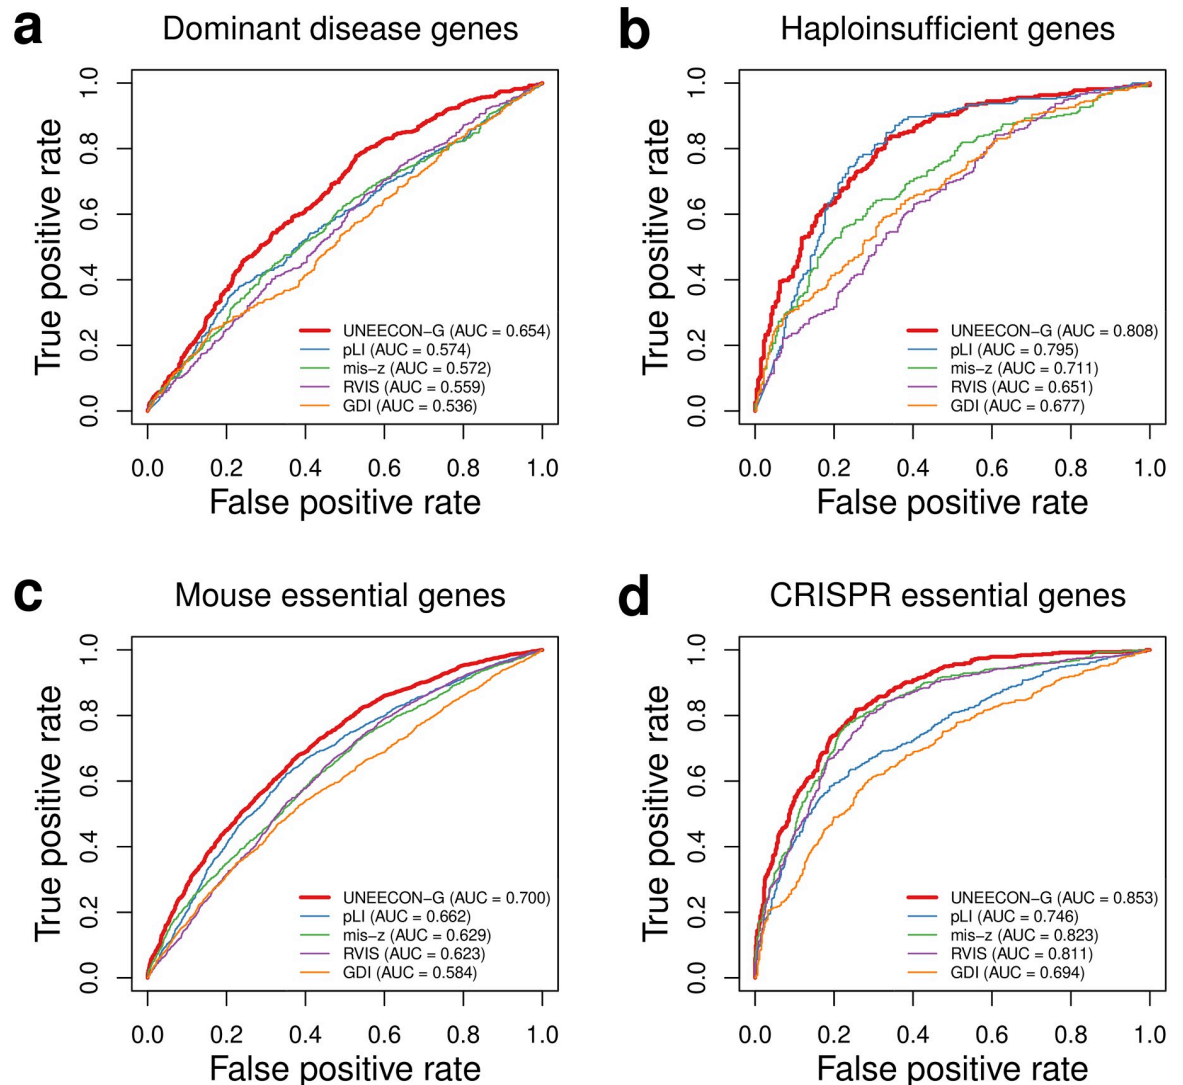 a
Dominant disease genes
True positive rate
1.0
0.8
0.6
0.4
0.2
0.0
UNEECON−G (AUC = 0.654)
pLI (AUC = 0.574)
mis−z (AUC = 0.572)
RVIS (AUC = 0.559)
GDI (AUC = 0.536)
0.0 0.2 0.4 0.6 0.8 1.0
False positive rate
b
Haploinsufficient genes
True positive rate
1.0
0.8
0.6
0.4
0.2
0.0
UNEECON−G (AUC = 0.808)
pLI (AUC = 0.795)
mis−z (AUC = 0.711)
RVIS (AUC = 0.651)
GDI (AUC = 0.677)
0.0 0.2 0.4 0.6 0.8 1.0
False positive rate
c
Mouse essential genes
True positive rate
1.0
0.8
0.6
0.4
0.2
0.0
UNEECON−G (AUC = 0.700)
pLI (AUC = 0.662)
mis−z (AUC = 0.629)
RVIS (AUC = 0.623)
GDI (AUC = 0.584)
0.0 0.2 0.4 0.6 0.8 1.0
False positive rate
d
CRISPR essential genes
True positive rate
1.0
0.8
0.6
0.4
0.2
0.0
UNEECON−G (AUC = 0.853)
pLI (AUC = 0.746)
mis−z (AUC = 0.823)
RVIS (AUC = 0.811)
GDI (AUC = 0.694)
0.0 0.2 0.4 0.6 0.8 1.0
False positive rate